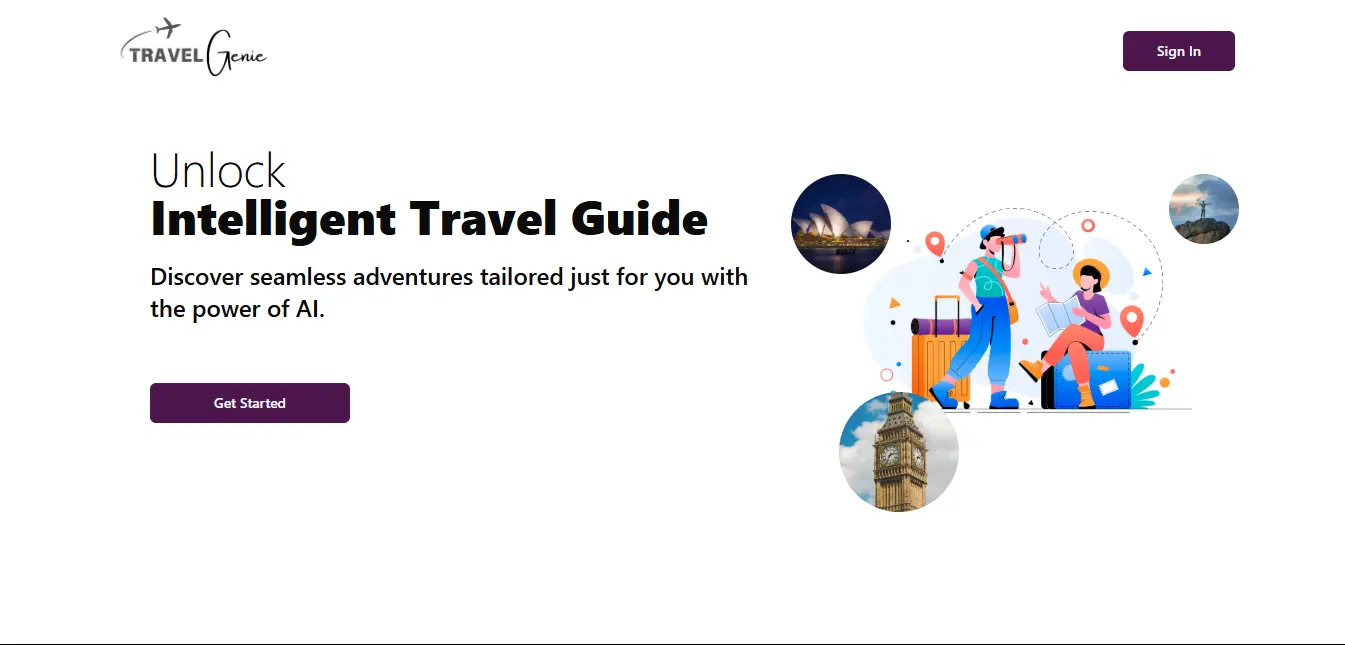 TRAVEL Genie
Sign In
Unlock
Intelligent Travel Guide
Discover seamless adventures tailored just for you with
the power of AI.
Get Started